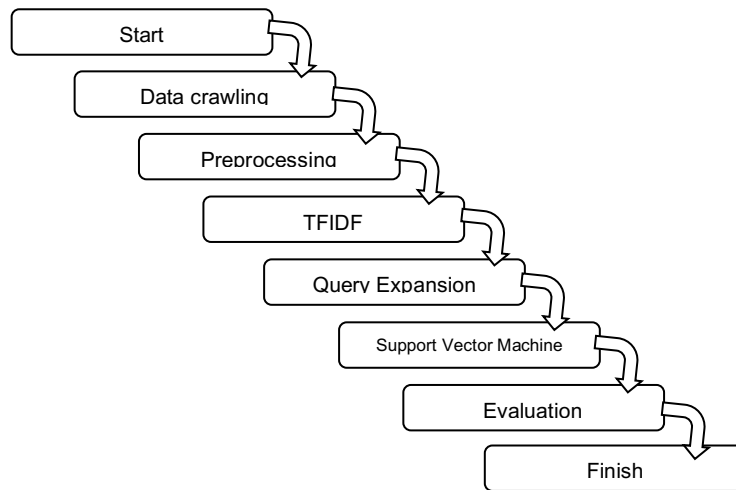 Start
Data crawling
Preprocessing
TFIDF
Query Expansion
Support Vector Machine
Evaluation
Finish